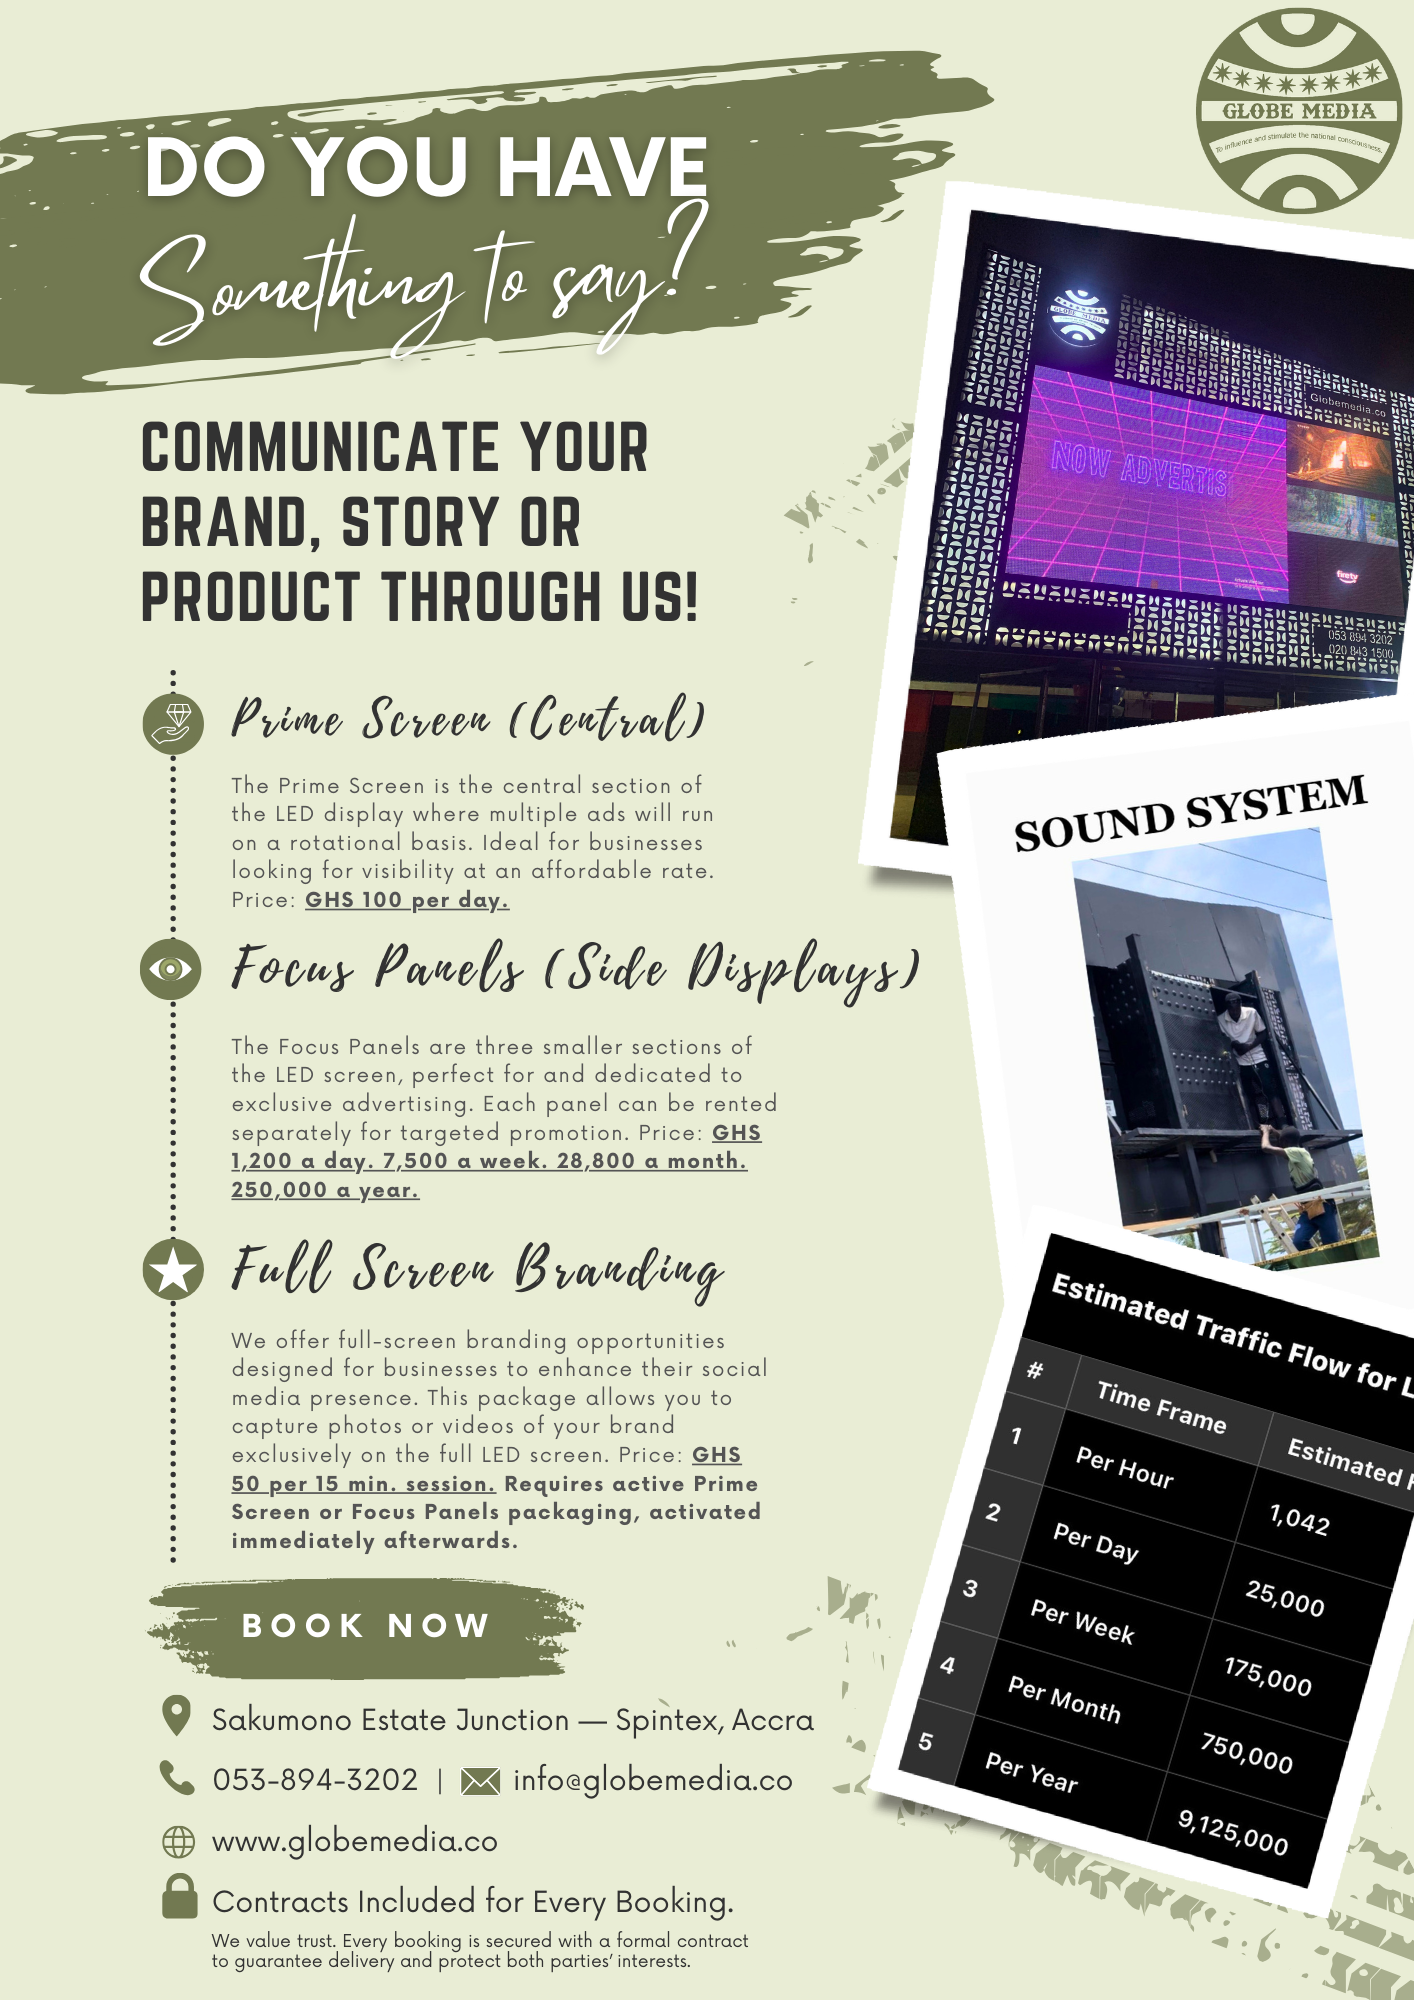 GLOBE MEDIA
To influence and stimulate the national consciousness.
DO YOU HAVE
Something to say?
COMMUNICATE YOUR
BRAND, STORY OR
PRODUCT THROUGH US!
GLOBE MEDIA
Globemedia.co
NOW ADVERTIS
firetv
053 894 3202
020 843 1500
Prime Screen (Central)
The Prime Screen is the central section of
the LED display where multiple ads will run
on a rotational basis. Ideal for businesses
looking for visibility at an affordable rate.
Price: GHS 100 per day.
SOUND SYSTEM
Focus Panels (Side Displays)
The Focus Panels are three smaller sections of
the LED screen, perfect for and dedicated to
exclusive advertising. Each panel can be rented
separately for targeted promotion. Price: GHS
1,200 a day. 7,500 a week. 28,800 a month.
250,000 a year.
Full Screen Branding
We offer full-screen branding opportunities
designed for businesses to enhance their social
media presence. This package allows you to
capture photos or videos of your brand
exclusively on the full LED screen. Price: GHS
50 per 15 min. session. Requires active Prime
Screen or Focus Panels packaging, activated
immediately afterwards.
Estimated Traffic Flow for L
# Time Frame Estimated
1 Per Hour 1,042
2 Per Day 25,000
3 Per Week 175,000
4 Per Month 750,000
5 Per Year 9,125,000
BOOK NOW
Sakumono Estate Junction — Spintex, Accra
053-894-3202 | info@globemedia.co
www.globemedia.co
Contracts Included for Every Booking.
We value trust. Every booking is secured with a formal contract
to guarantee delivery and protect both parties' interests.